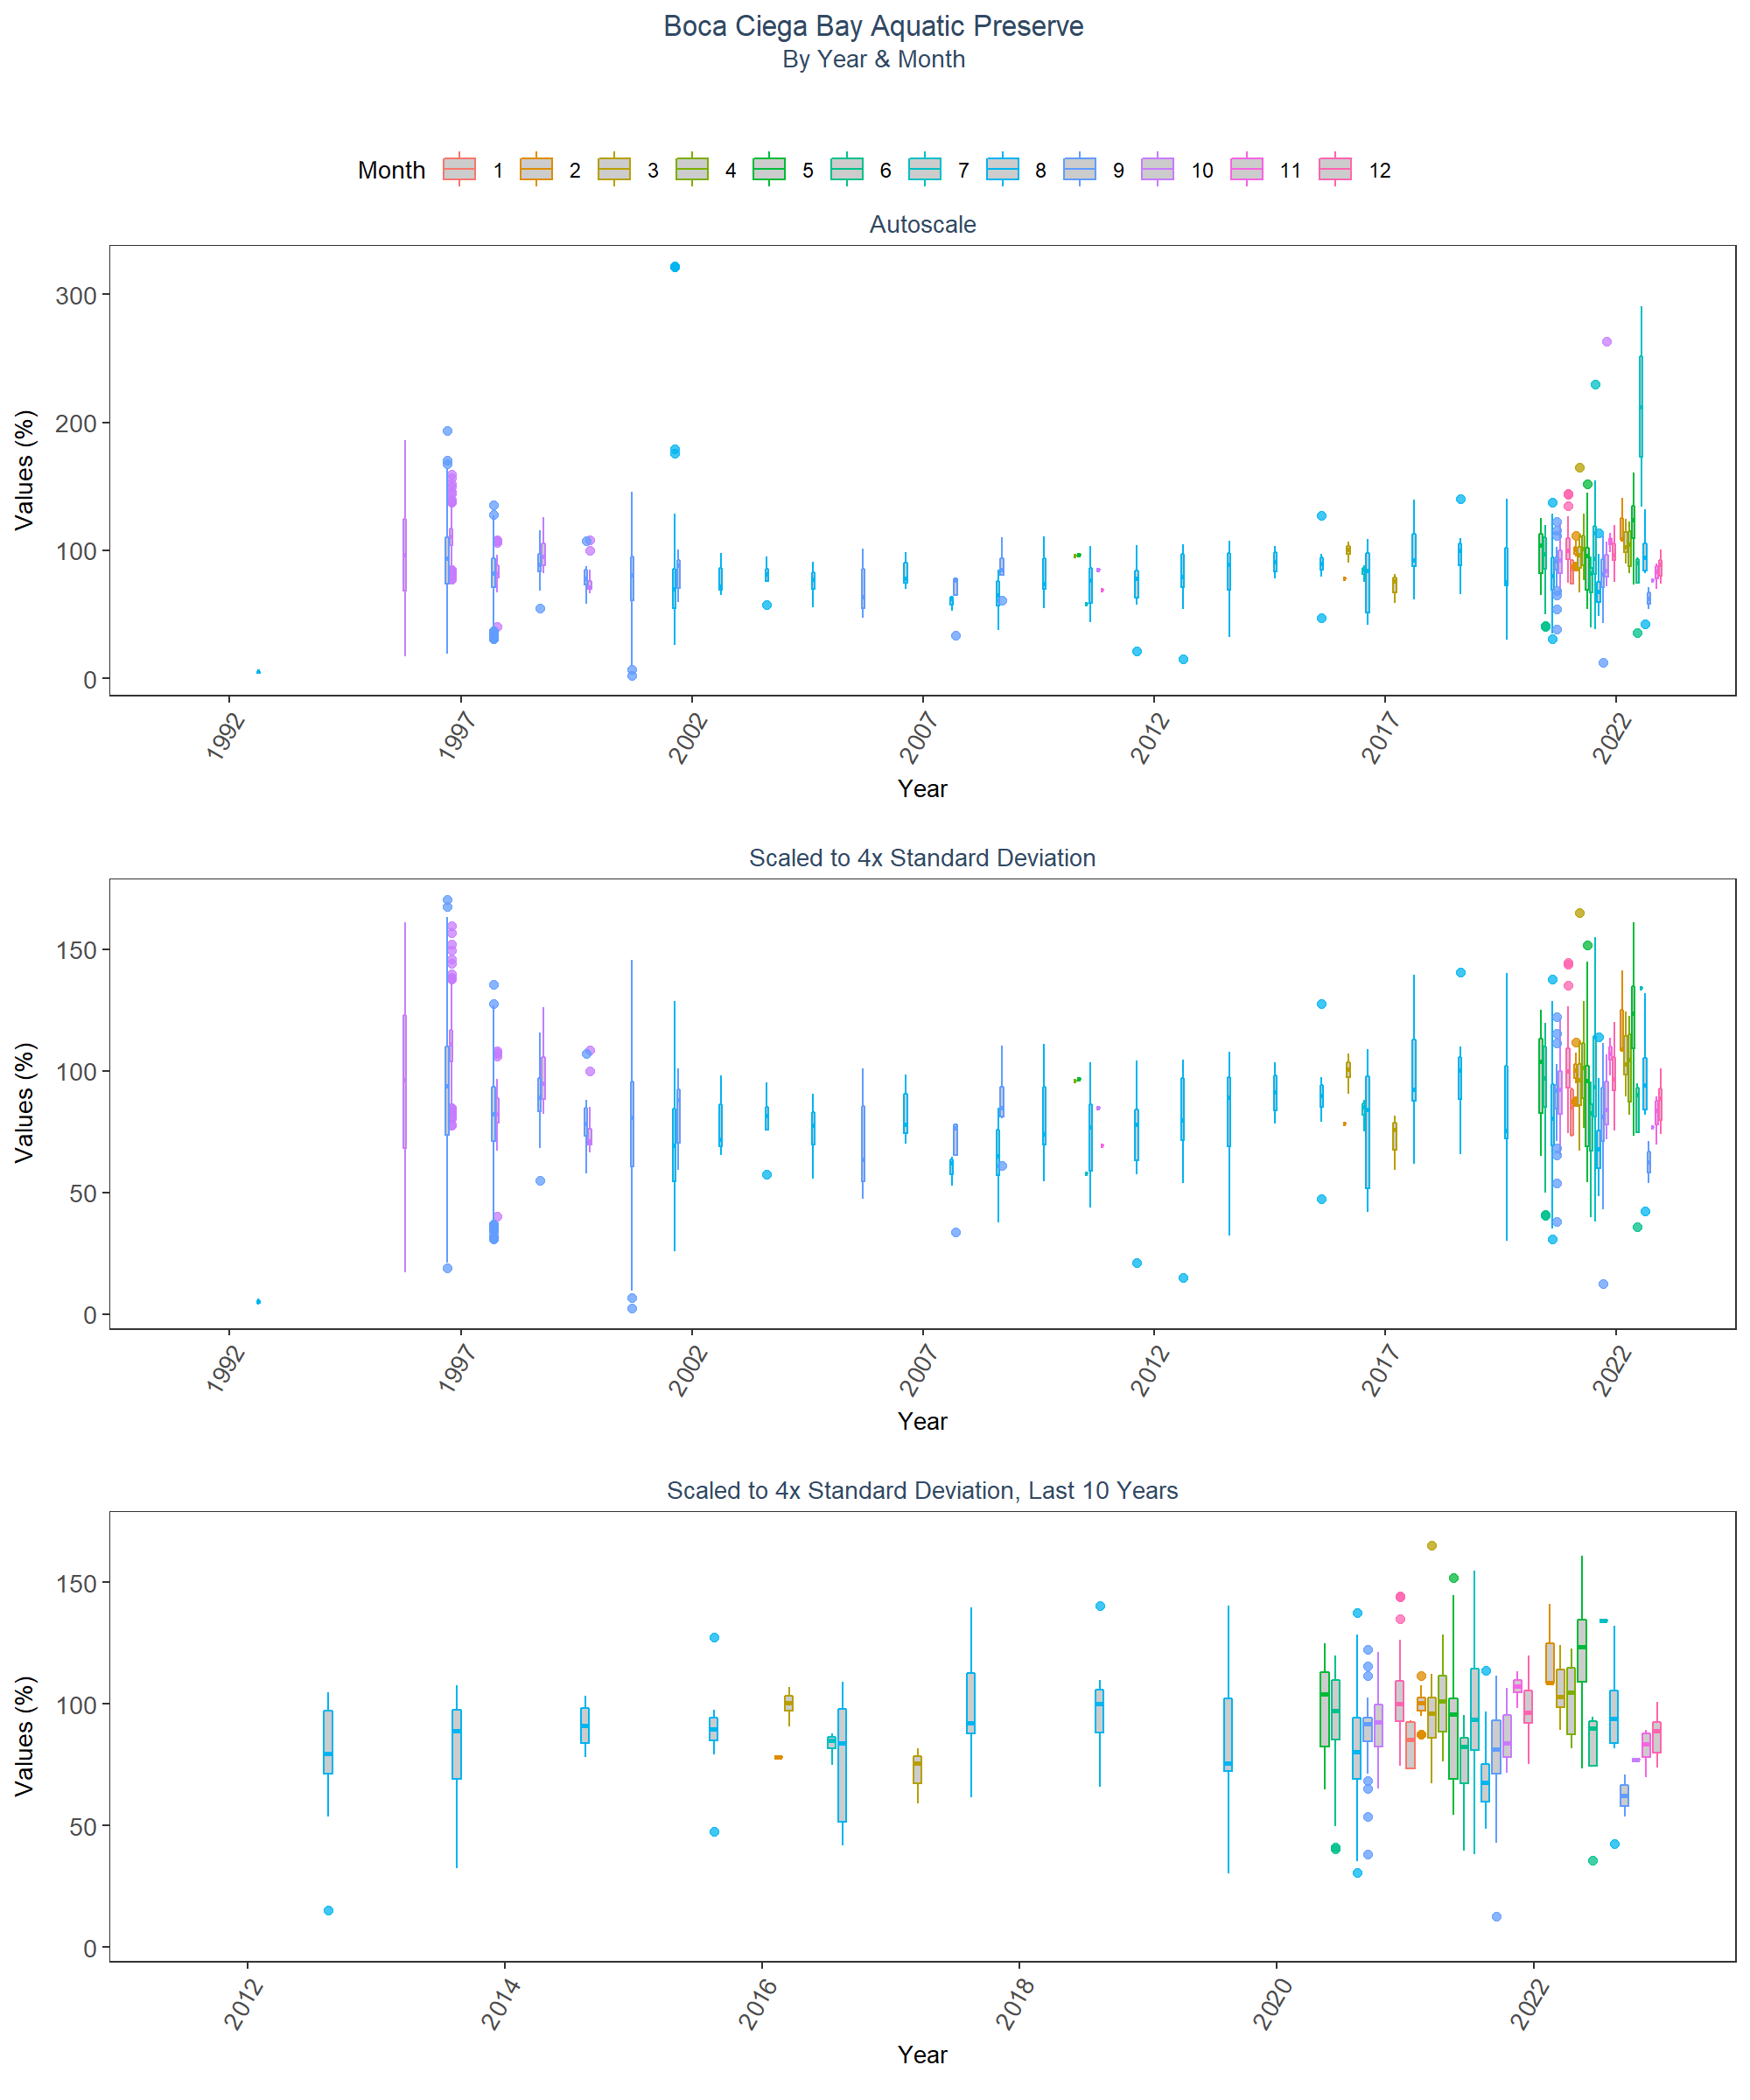 Boca Ciega Bay Aquatic Preserve
By Year & Month
Month 1 2 3 4 5 6 7 8 9 10 11 12
Autoscale
Values (%)
300
200
100
0
1992 1997 2002 2007 2012 2017 2022
Year
Scaled to 4x Standard Deviation
Values (%)
150
100
50
0
1992 1997 2002 2007 2012 2017 2022
Year
Scaled to 4x Standard Deviation, Last 10 Years
Values (%)
150
100
50
0
2012 2014 2016 2018 2020 2022
Year